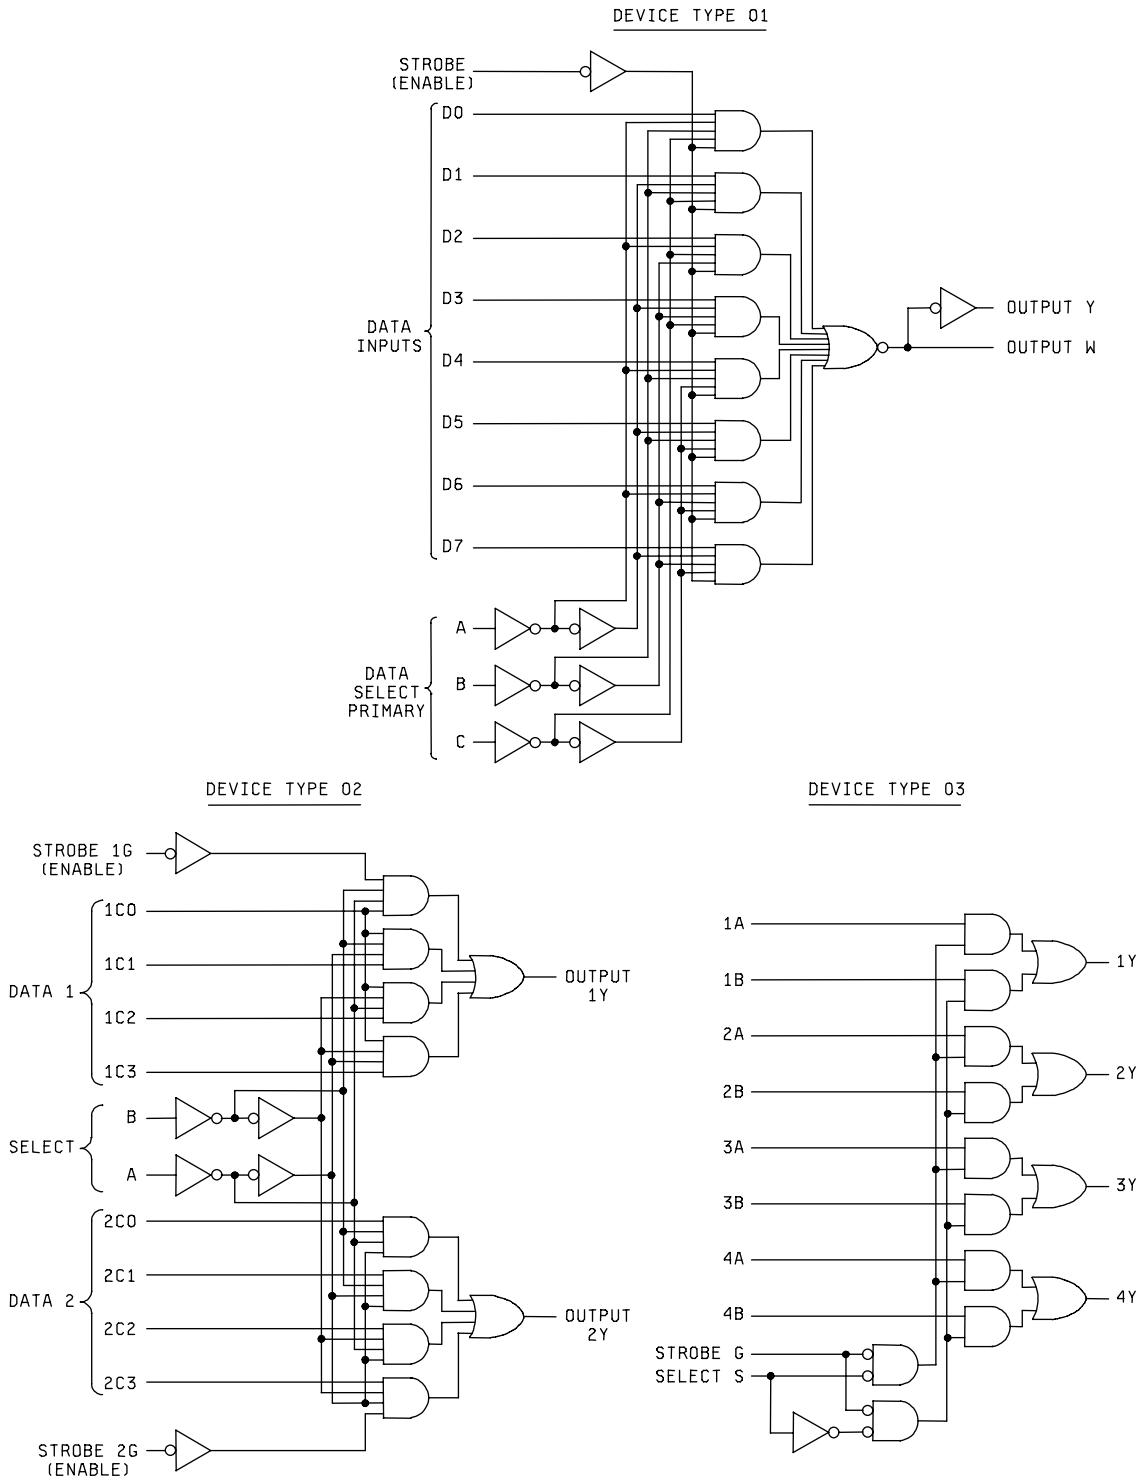 DEVICE TYPE 01
STROBE
(ENABLE)
D0
D1
D2
D3
DATA
INPUTS
D4
D5
D6
D7
OUTPUT Y
OUTPUT W
A
DATA
SELECT
PRIMARY
B
C
DEVICE TYPE 02
STROBE 1G
(ENABLE)
1C0
1C1
DATA 1
1C2
1C3
B
SELECT
A
2C0
2C1
DATA 2
2C2
2C3
STROBE 2G
(ENABLE)
OUTPUT
1Y
OUTPUT
2Y
DEVICE TYPE 03
1A
1Y
1B
2A
2Y
2B
3A
3Y
3B
4A
4Y
4B
STROBE G
SELECT S